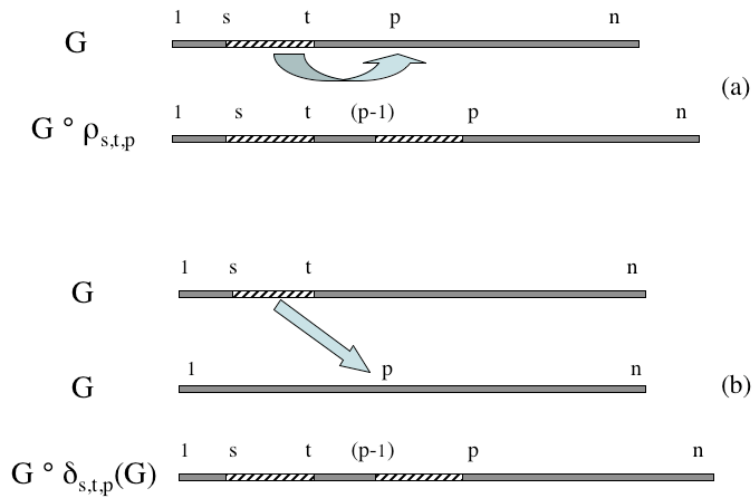 1 s t p n
G
(a)
1 s t (p-1) p n
G ° ρs,t,p
1 s t n
G
1 p n
G
(b)
1 s t (p-1) p n
G ° δs,t,p(G)